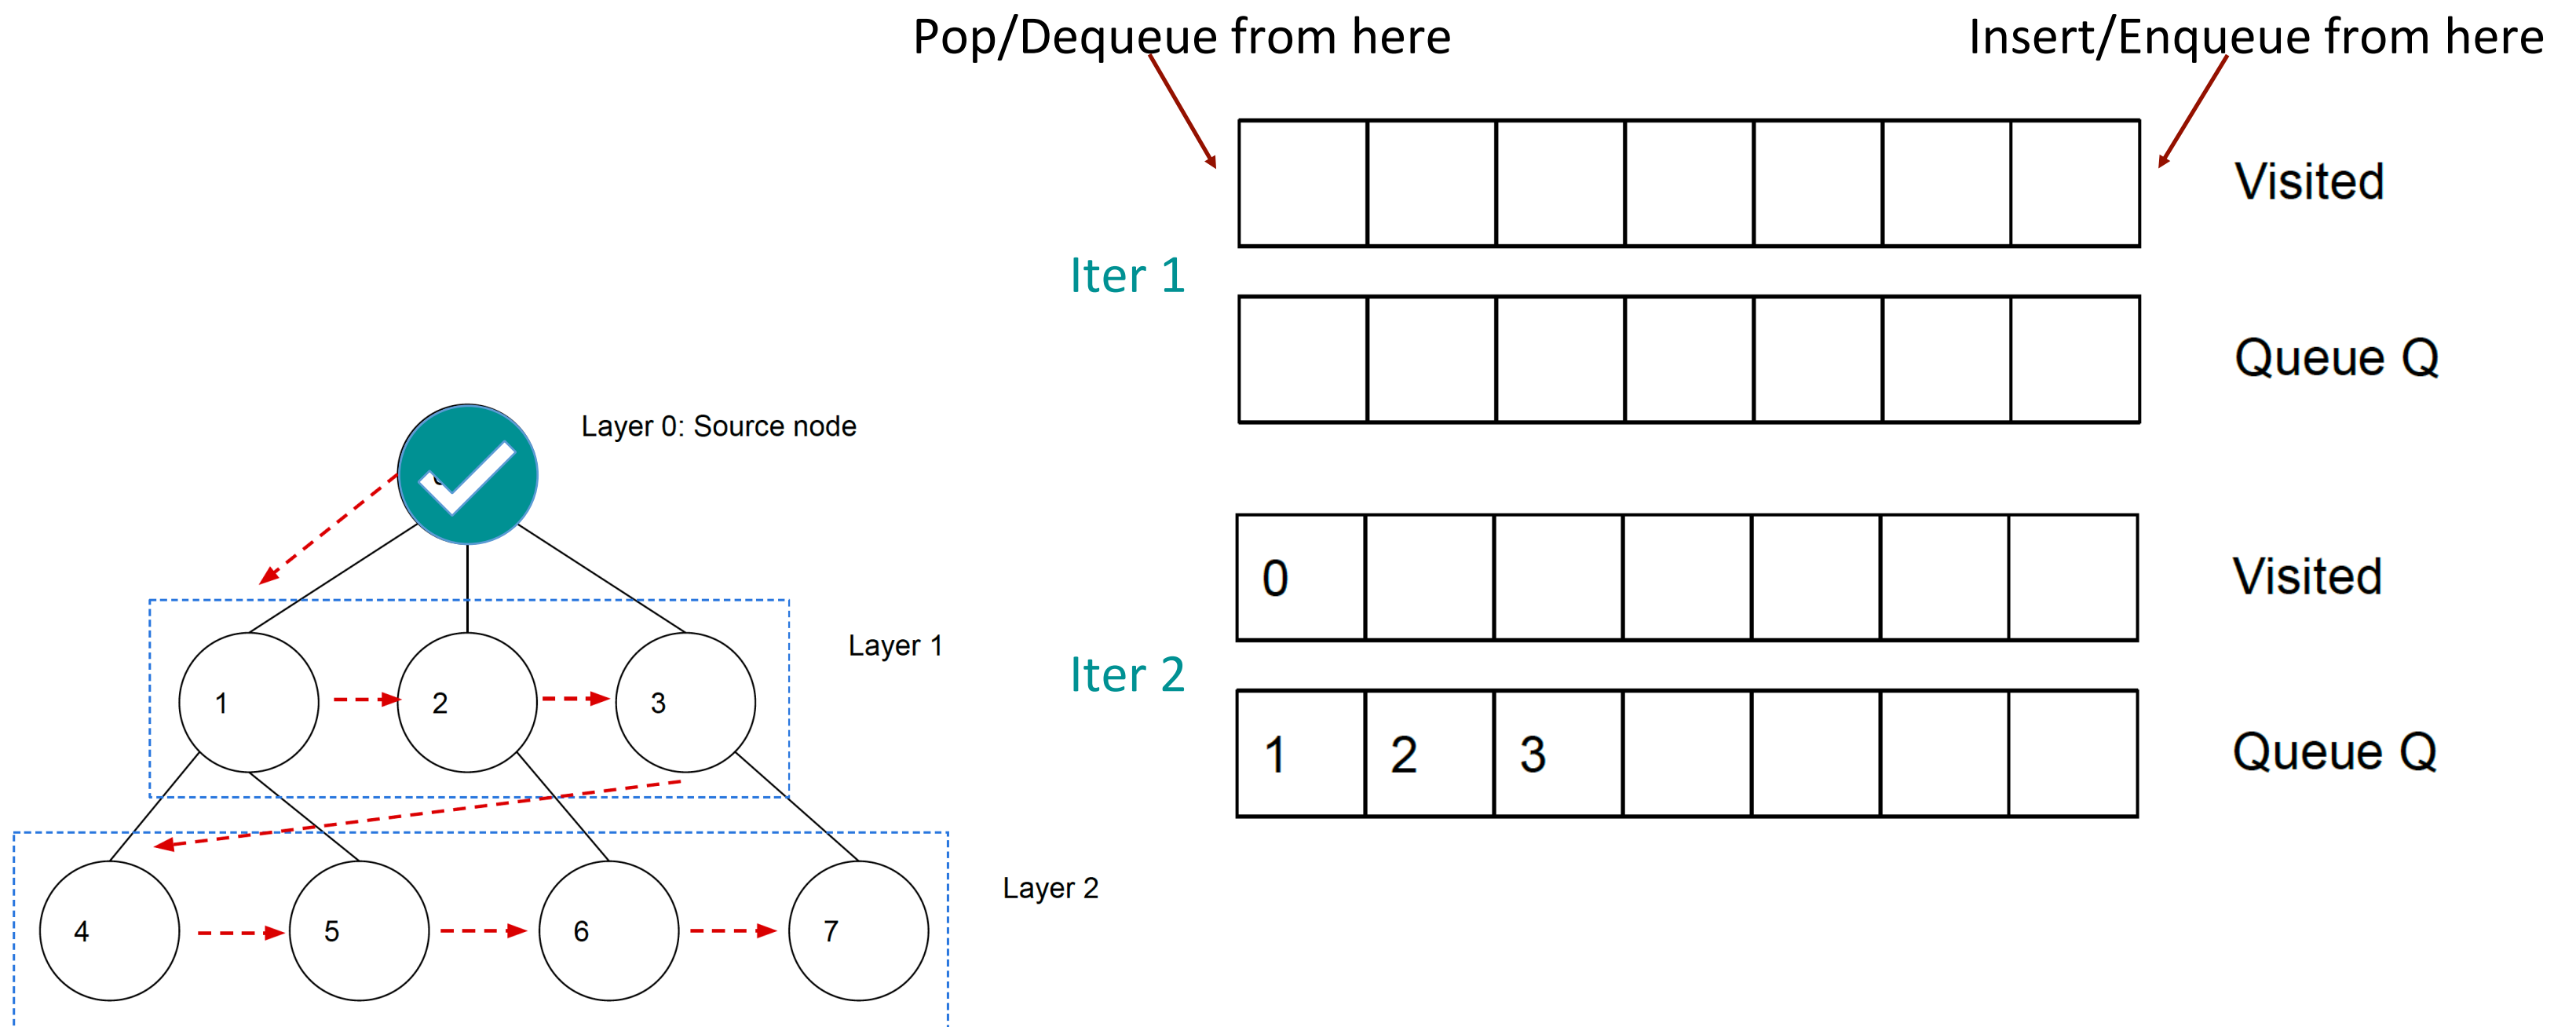 Pop/Dequeue from here
Insert/Enqueue from here
Visited
Iter 1
Queue Q
Layer 0: Source node
0
Visited
Layer 1
Iter 2
1 2 3
1 2 3
Queue Q
Layer 2
4 5 6 7